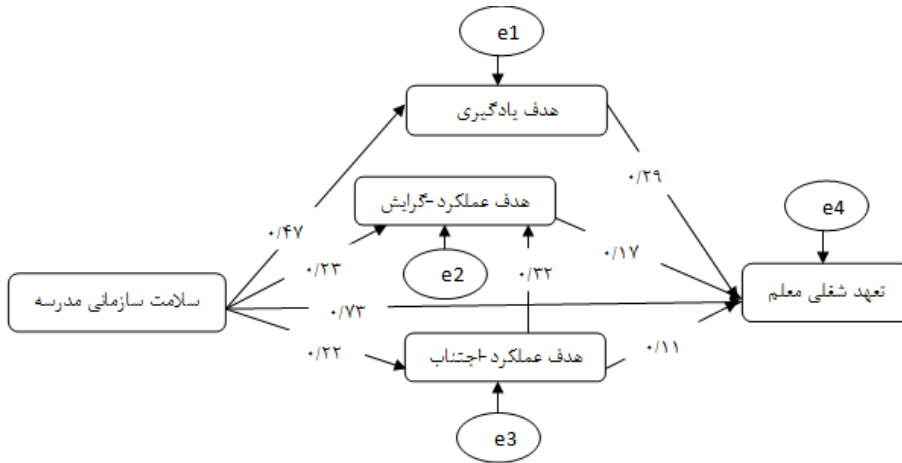 e1
هدف یادگیری
۰/۲۹
e4
هدف عملکرد-گرایش
۰/۴۷
۰/۱۷
۰/۲۳
e2
۰/۳۲
سلامت سازمانی مدرسه
تعهد شغلی معلم
۰/۷۳
۰/۲۲
هدف عملکرد-اجتناب
۰/۱۱
e3